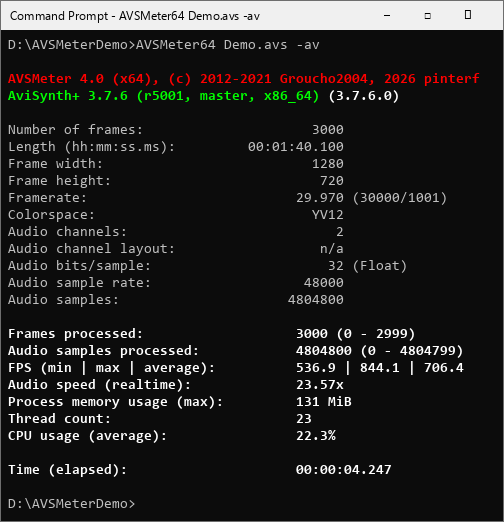 Command Prompt - AVSMeter64 Demo.avs -av
D:\AVSMeterDemo>AVSMeter64 Demo.avs -av
AVSMeter 4.0 (x64), (c) 2012-2021 Groucho2004, 2026 pinterf
AviSynth+ 3.7.6 (r5001, master, x86_64) (3.7.6.0)
Number of frames: 3000
Length (hh:mm:ss.ms): 00:01:40.100
Frame width: 1280
Frame height: 720
Framerate: 29.970 (30000/1001)
Colorspace: YV12
Audio channels: 2
Audio channel layout: n/a
Audio bits/sample: 32 (Float)
Audio sample rate: 48000
Audio samples: 4804800
Frames processed: 3000 (0 - 2999)
Audio samples processed: 4804800 (0 - 4804799)
FPS (min | max | average): 536.9 | 844.1 | 706.4
Audio speed (realtime): 23.57x
Process memory usage (max): 131 MiB
Thread count: 23
CPU usage (average): 22.3%
Time (elapsed): 00:00:04.247
D:\AVSMeterDemo>